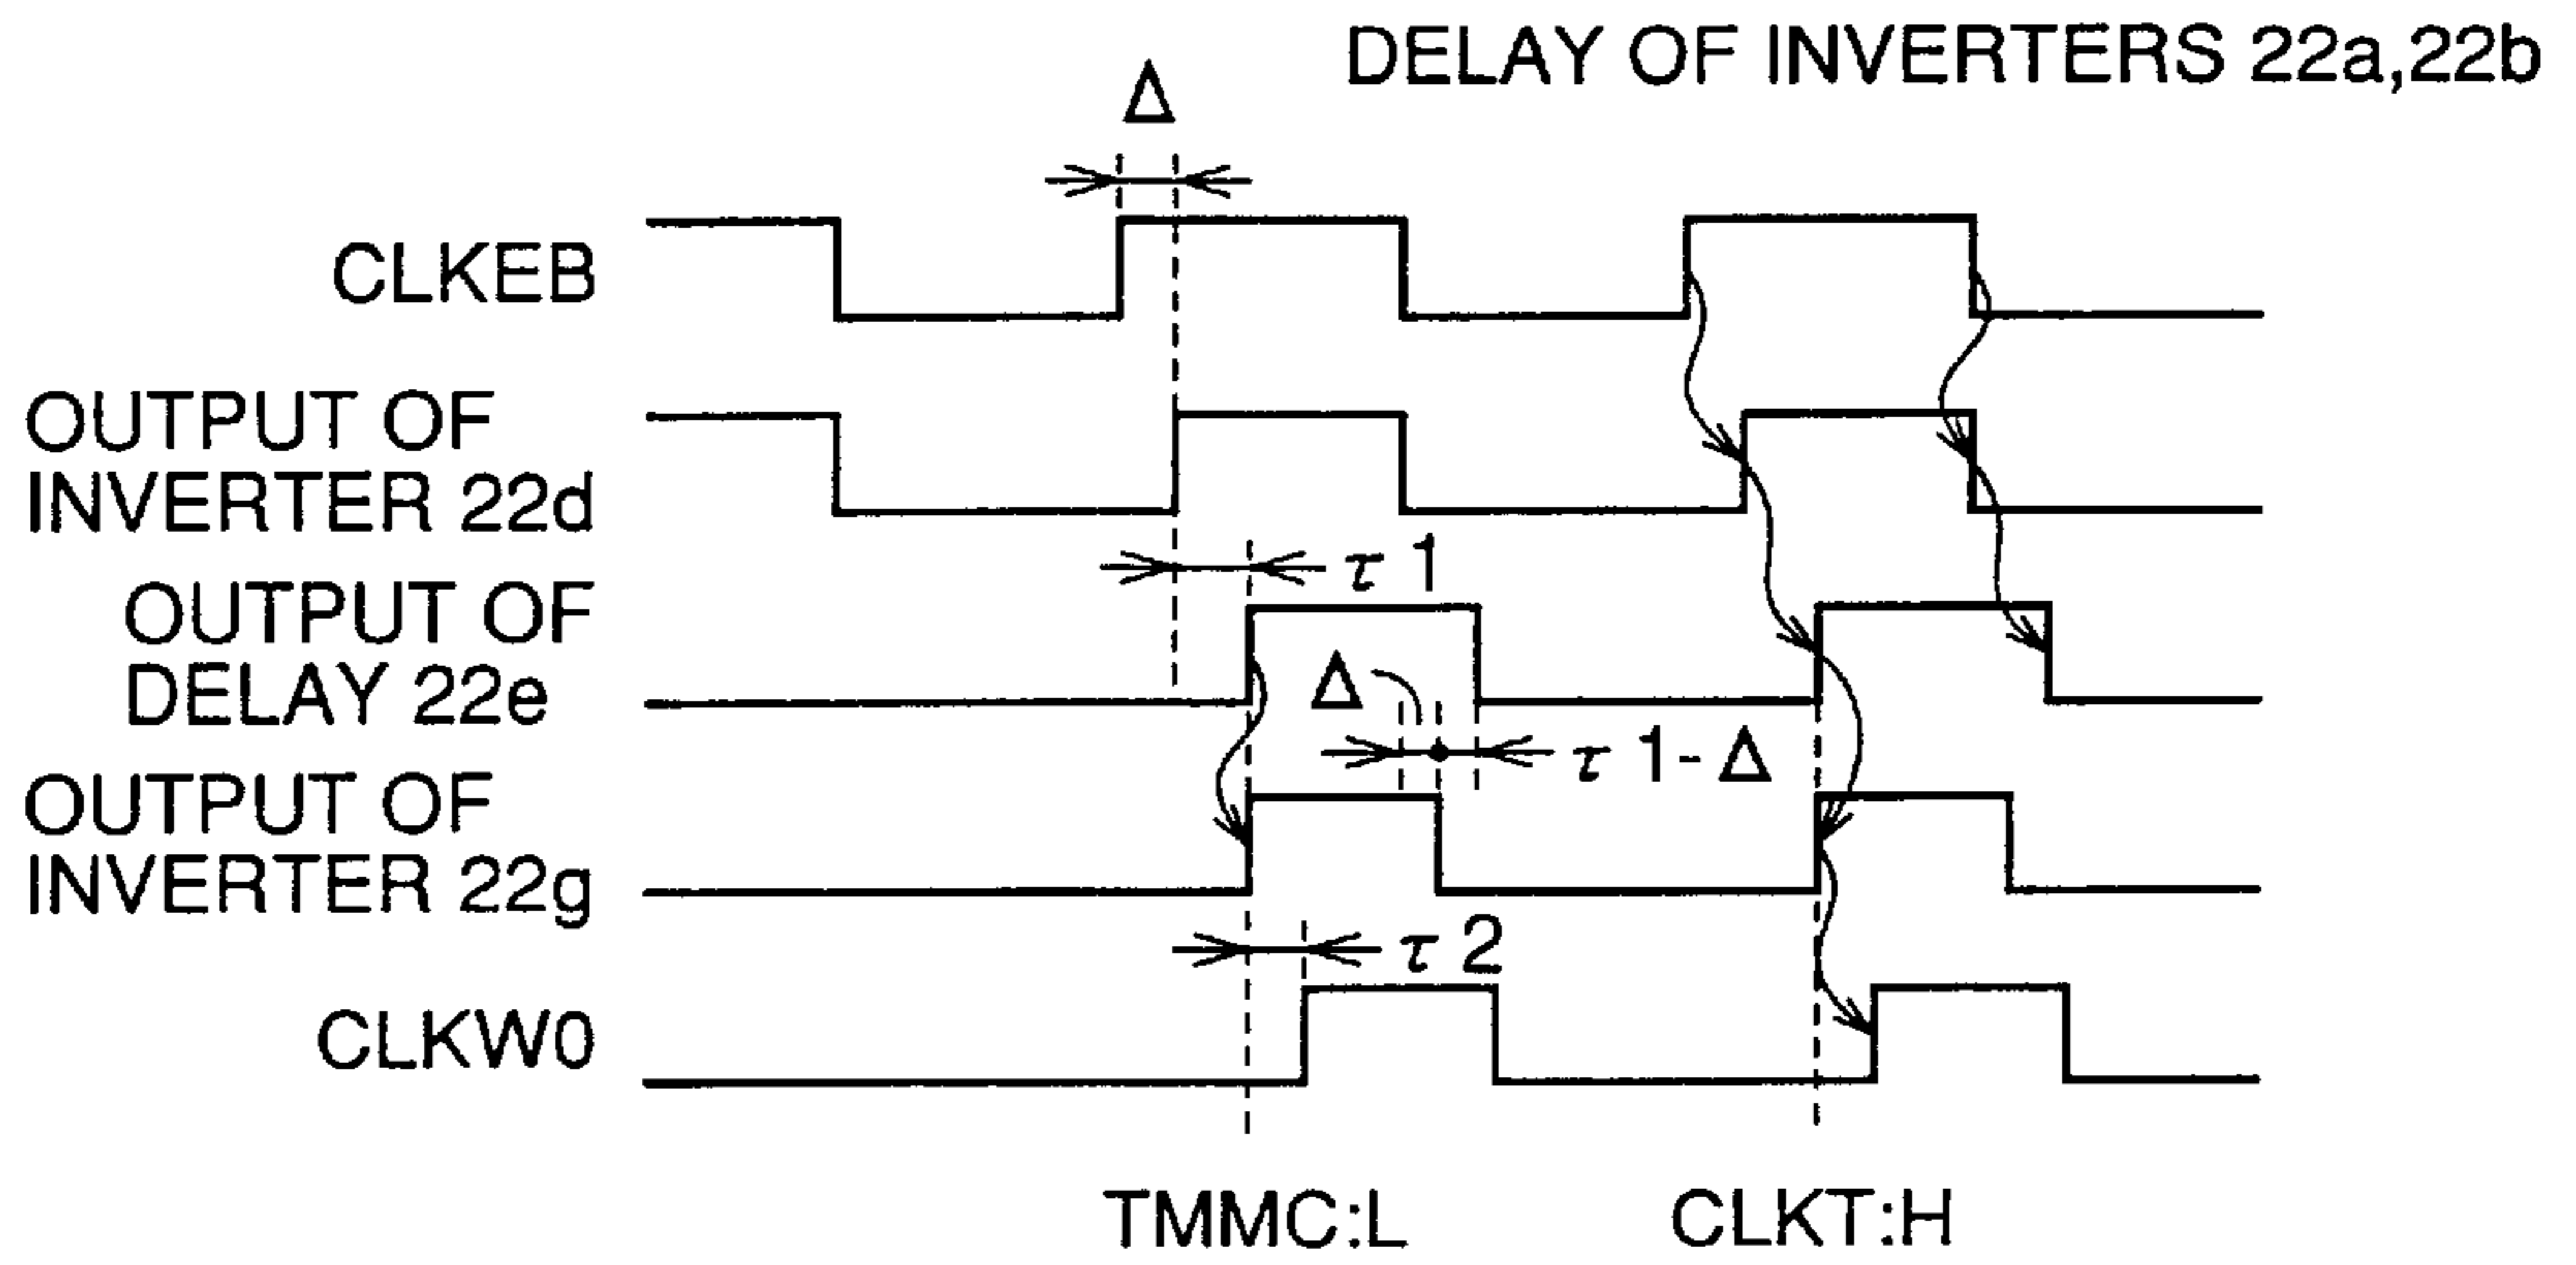 DELAY OF INVERTERS 22a,22b
Δ
CLKEB
OUTPUT OF
INVERTER 22d
τ 1
OUTPUT OF
DELAY 22e
Δ
τ 1-Δ
OUTPUT OF
INVERTER 22g
τ 2
CLKW0
TMMC:L
CLKT:H